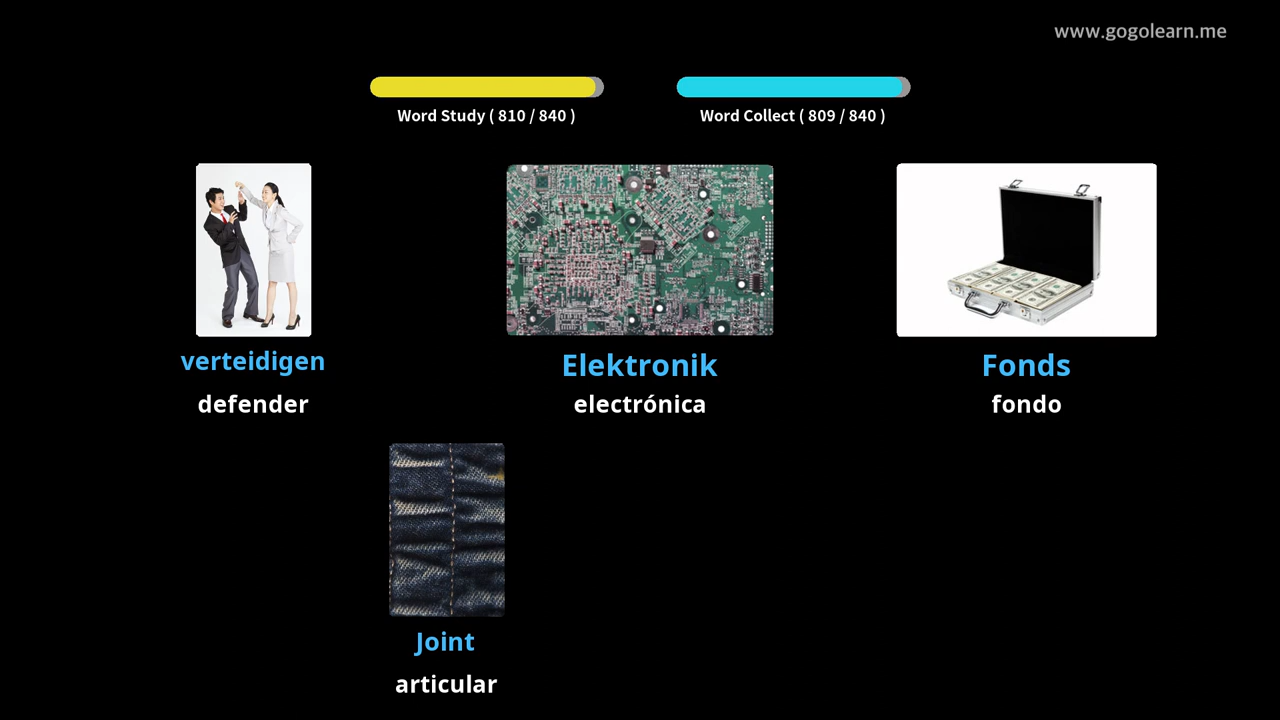 www.gogolearn.me
Word Study ( 810 / 840 )
Word Collect ( 809 / 840 )
verteidigen
defender
Elektronik
electrónica
Fonds
fondo
Joint
articular